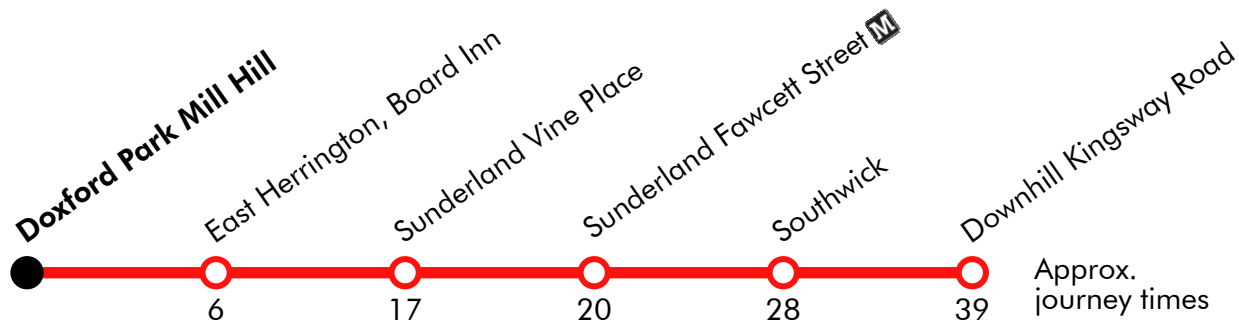 Doxford Park Mill Hill
East Herrington, Board Inn
Sunderland Vine Place
Sunderland Fawcett Street M
Southwick
Downhill Kingsway Road
6
17
20
28
39
Approx.
journey times